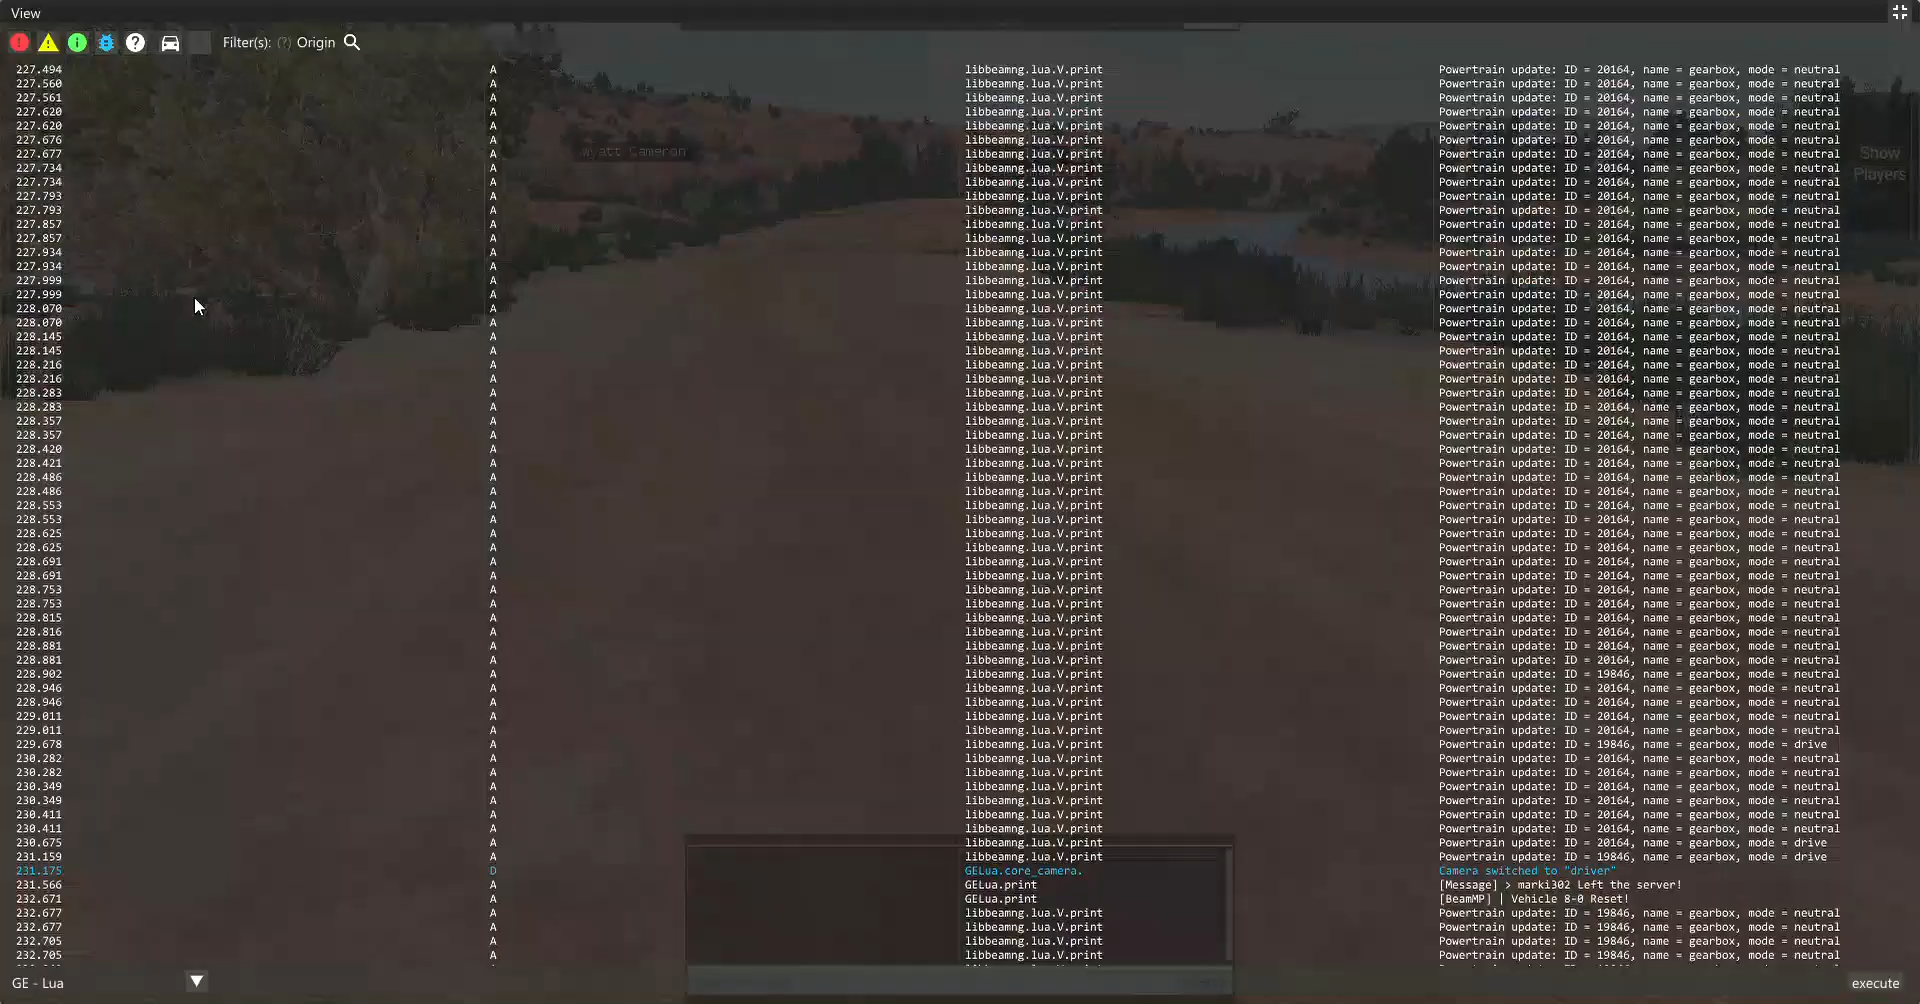 View
Filter(s): (?) Origin
227.494 A libbeamng.lua.V.print Powertrain update: ID = 20164, name = gearbox, mode = neutral
227.560 A libbeamng.lua.V.print Powertrain update: ID = 20164, name = gearbox, mode = neutral
227.561 A libbeamng.lua.V.print Powertrain update: ID = 20164, name = gearbox, mode = neutral
227.620 A libbeamng.lua.V.print Powertrain update: ID = 20164, name = gearbox, mode = neutral
227.620 A libbeamng.lua.V.print Powertrain update: ID = 20164, name = gearbox, mode = neutral
227.676 A libbeamng.lua.V.print Powertrain update: ID = 20164, name = gearbox, mode = neutral
Wyatt Cameron
227.677 A libbeamng.lua.V.print Powertrain update: ID = 20164, name = gearbox, mode = neutral
Show
Players
227.734 A libbeamng.lua.V.print Powertrain update: ID = 20164, name = gearbox, mode = neutral
227.734 A libbeamng.lua.V.print Powertrain update: ID = 20164, name = gearbox, mode = neutral
227.793 A libbeamng.lua.V.print Powertrain update: ID = 20164, name = gearbox, mode = neutral
227.793 A libbeamng.lua.V.print Powertrain update: ID = 20164, name = gearbox, mode = neutral
227.857 A libbeamng.lua.V.print Powertrain update: ID = 20164, name = gearbox, mode = neutral
227.857 A libbeamng.lua.V.print Powertrain update: ID = 20164, name = gearbox, mode = neutral
227.934 A libbeamng.lua.V.print Powertrain update: ID = 20164, name = gearbox, mode = neutral
227.934 A libbeamng.lua.V.print Powertrain update: ID = 20164, name = gearbox, mode = neutral
227.999 A libbeamng.lua.V.print Powertrain update: ID = 20164, name = gearbox, mode = neutral
227.999 A libbeamng.lua.V.print Powertrain update: ID = 20164, name = gearbox, mode = neutral
228.070 A libbeamng.lua.V.print Powertrain update: ID = 20164, name = gearbox, mode = neutral
228.070 A libbeamng.lua.V.print Powertrain update: ID = 20164, name = gearbox, mode = neutral
228.145 A libbeamng.lua.V.print Powertrain update: ID = 20164, name = gearbox, mode = neutral
228.145 A libbeamng.lua.V.print Powertrain update: ID = 20164, name = gearbox, mode = neutral
228.216 A libbeamng.lua.V.print Powertrain update: ID = 20164, name = gearbox, mode = neutral
228.216 A libbeamng.lua.V.print Powertrain update: ID = 20164, name = gearbox, mode = neutral
228.283 A libbeamng.lua.V.print Powertrain update: ID = 20164, name = gearbox, mode = neutral
228.283 A libbeamng.lua.V.print Powertrain update: ID = 20164, name = gearbox, mode = neutral
228.357 A libbeamng.lua.V.print Powertrain update: ID = 20164, name = gearbox, mode = neutral
228.357 A libbeamng.lua.V.print Powertrain update: ID = 20164, name = gearbox, mode = neutral
228.420 A libbeamng.lua.V.print Powertrain update: ID = 20164, name = gearbox, mode = neutral
228.421 A libbeamng.lua.V.print Powertrain update: ID = 20164, name = gearbox, mode = neutral
228.486 A libbeamng.lua.V.print Powertrain update: ID = 20164, name = gearbox, mode = neutral
228.486 A libbeamng.lua.V.print Powertrain update: ID = 20164, name = gearbox, mode = neutral
228.553 A libbeamng.lua.V.print Powertrain update: ID = 20164, name = gearbox, mode = neutral
228.553 A libbeamng.lua.V.print Powertrain update: ID = 20164, name = gearbox, mode = neutral
228.625 A libbeamng.lua.V.print Powertrain update: ID = 20164, name = gearbox, mode = neutral
228.625 A libbeamng.lua.V.print Powertrain update: ID = 20164, name = gearbox, mode = neutral
228.691 A libbeamng.lua.V.print Powertrain update: ID = 20164, name = gearbox, mode = neutral
228.691 A libbeamng.lua.V.print Powertrain update: ID = 20164, name = gearbox, mode = neutral
228.753 A libbeamng.lua.V.print Powertrain update: ID = 20164, name = gearbox, mode = neutral
228.753 A libbeamng.lua.V.print Powertrain update: ID = 20164, name = gearbox, mode = neutral
228.815 A libbeamng.lua.V.print Powertrain update: ID = 20164, name = gearbox, mode = neutral
228.816 A libbeamng.lua.V.print Powertrain update: ID = 20164, name = gearbox, mode = neutral
228.881 A libbeamng.lua.V.print Powertrain update: ID = 20164, name = gearbox, mode = neutral
228.881 A libbeamng.lua.V.print Powertrain update: ID = 20164, name = gearbox, mode = neutral
228.902 A libbeamng.lua.V.print Powertrain update: ID = 19846, name = gearbox, mode = neutral
228.946 A libbeamng.lua.V.print Powertrain update: ID = 20164, name = gearbox, mode = neutral
228.946 A libbeamng.lua.V.print Powertrain update: ID = 20164, name = gearbox, mode = neutral
229.011 A libbeamng.lua.V.print Powertrain update: ID = 20164, name = gearbox, mode = neutral
229.011 A libbeamng.lua.V.print Powertrain update: ID = 20164, name = gearbox, mode = neutral
229.678 A libbeamng.lua.V.print Powertrain update: ID = 19846, name = gearbox, mode = drive
230.282 A libbeamng.lua.V.print Powertrain update: ID = 20164, name = gearbox, mode = neutral
230.282 A libbeamng.lua.V.print Powertrain update: ID = 20164, name = gearbox, mode = neutral
230.349 A libbeamng.lua.V.print Powertrain update: ID = 20164, name = gearbox, mode = neutral
230.349 A libbeamng.lua.V.print Powertrain update: ID = 20164, name = gearbox, mode = neutral
230.411 A libbeamng.lua.V.print Powertrain update: ID = 20164, name = gearbox, mode = neutral
230.411 A libbeamng.lua.V.print Powertrain update: ID = 20164, name = gearbox, mode = neutral
230.675 A libbeamng.lua.V.print Powertrain update: ID = 20164, name = gearbox, mode = drive
231.159 A libbeamng.lua.V.print Powertrain update: ID = 19846, name = gearbox, mode = drive
231.175 D GELua.core_camera. Camera switched to "driver"
231.566 A GELua.print [Message] > marki302 Left the server!
232.671 A GELua.print [BeamMP] | Vehicle 8-0 Reset!
232.677 A libbeamng.lua.V.print Powertrain update: ID = 19846, name = gearbox, mode = neutral
232.677 A libbeamng.lua.V.print Powertrain update: ID = 19846, name = gearbox, mode = neutral
232.705 A libbeamng.lua.V.print Powertrain update: ID = 19846, name = gearbox, mode = neutral
232.705 A libbeamng.lua.V.print Powertrain update: ID = 19846, name = gearbox, mode = neutral
GE - Lua
execute